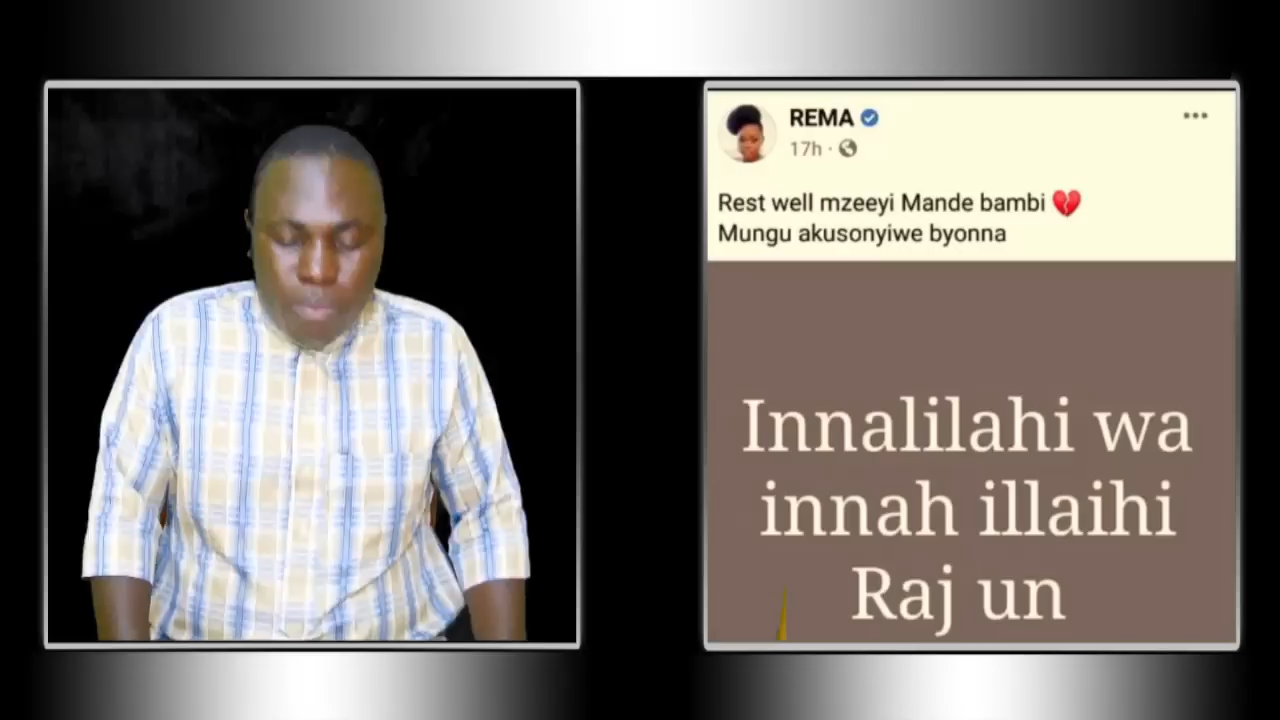 REMA
17h ·
Rest well mzeeyi Mande bambi 💔
Mungu akusonyiwe byonna
Innalilahi wa
innah illaihi
Raj un